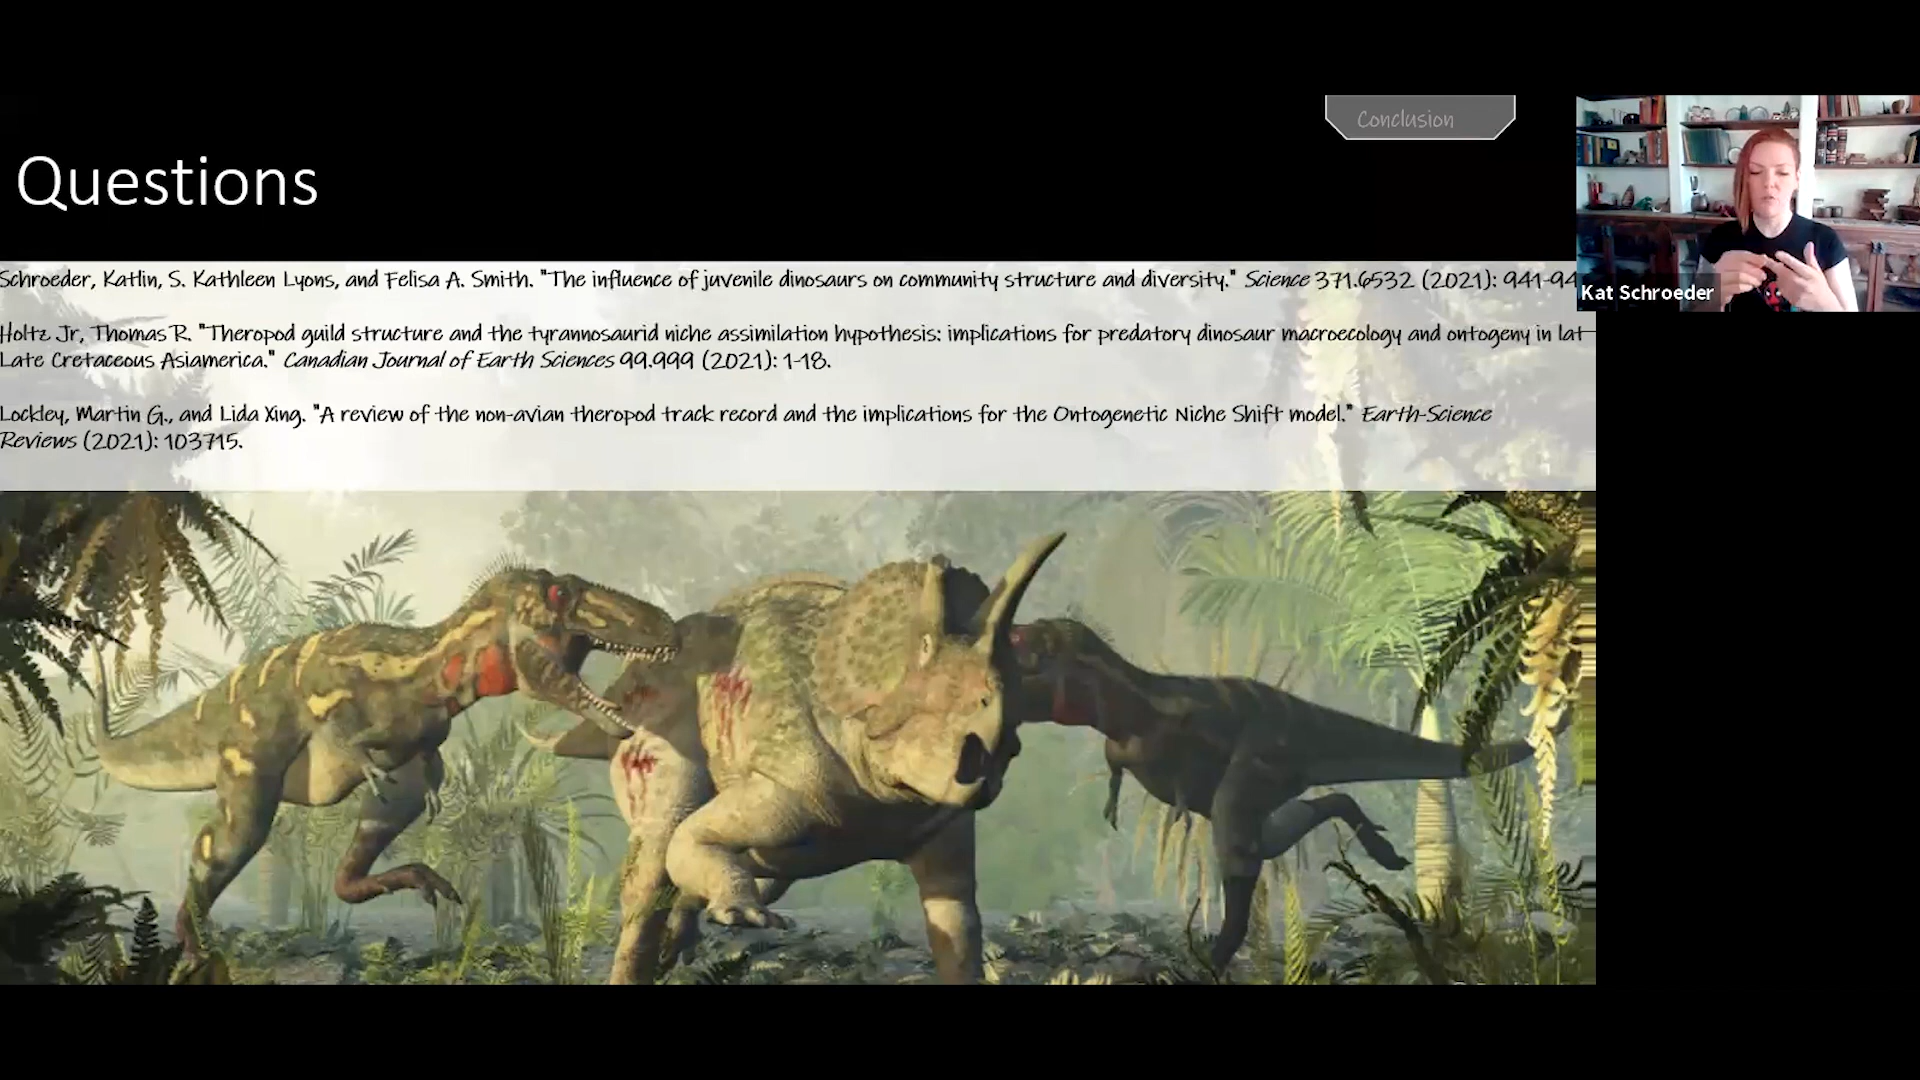 Conclusion
Questions
Schroeder, Katlin, S. Kathleen Lyons, and Felisa A. Smith. "The influence of juvenile dinosaurs on community structure and diversity." Science 371.6532 (2021): 941-94
Kat Schroeder
Holtz Jr, Thomas R. "Theropod guild structure and the tyrannosaurid niche assimilation hypothesis: implications for predatory dinosaur macroecology and ontogeny in lat
Late Cretaceous Asiamerica." Canadian Journal of Earth Sciences 99.999 (2021): 1-18.
Lockley, Martin G., and Lida Xing. "A review of the non-avian theropod track record and the implications for the Ontogenetic Niche Shift model." Earth-Science
Reviews (2021): 103715.